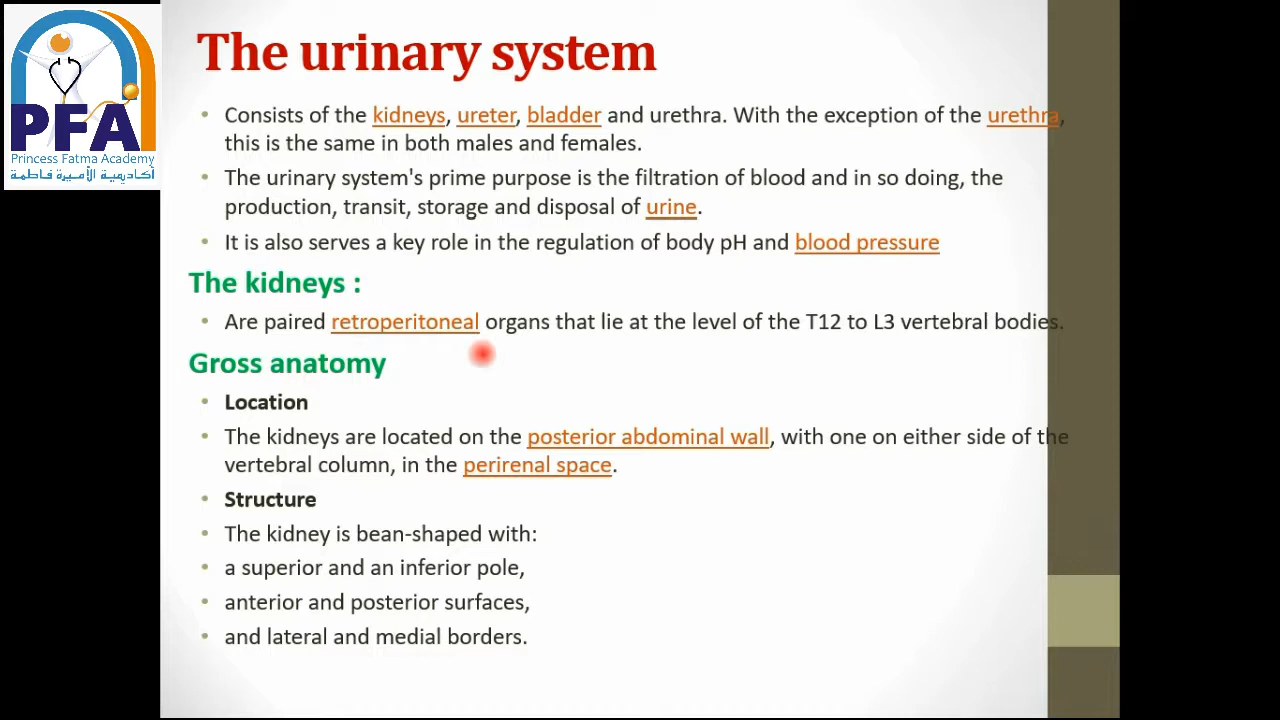 PFA
Princess Fatma Academy
أكاديمية الأميرة فاطمة
The urinary system
• Consists of the kidneys, ureter, bladder and urethra. With the exception of the urethra,
this is the same in both males and females.
• The urinary system's prime purpose is the filtration of blood and in so doing, the
production, transit, storage and disposal of urine.
• It is also serves a key role in the regulation of body pH and blood pressure
The kidneys :
• Are paired retroperitoneal organs that lie at the level of the T12 to L3 vertebral bodies.
Gross anatomy
• Location
• The kidneys are located on the posterior abdominal wall, with one on either side of the
vertebral column, in the perirenal space.
• Structure
• The kidney is bean-shaped with:
• a superior and an inferior pole,
• anterior and posterior surfaces,
• and lateral and medial borders.